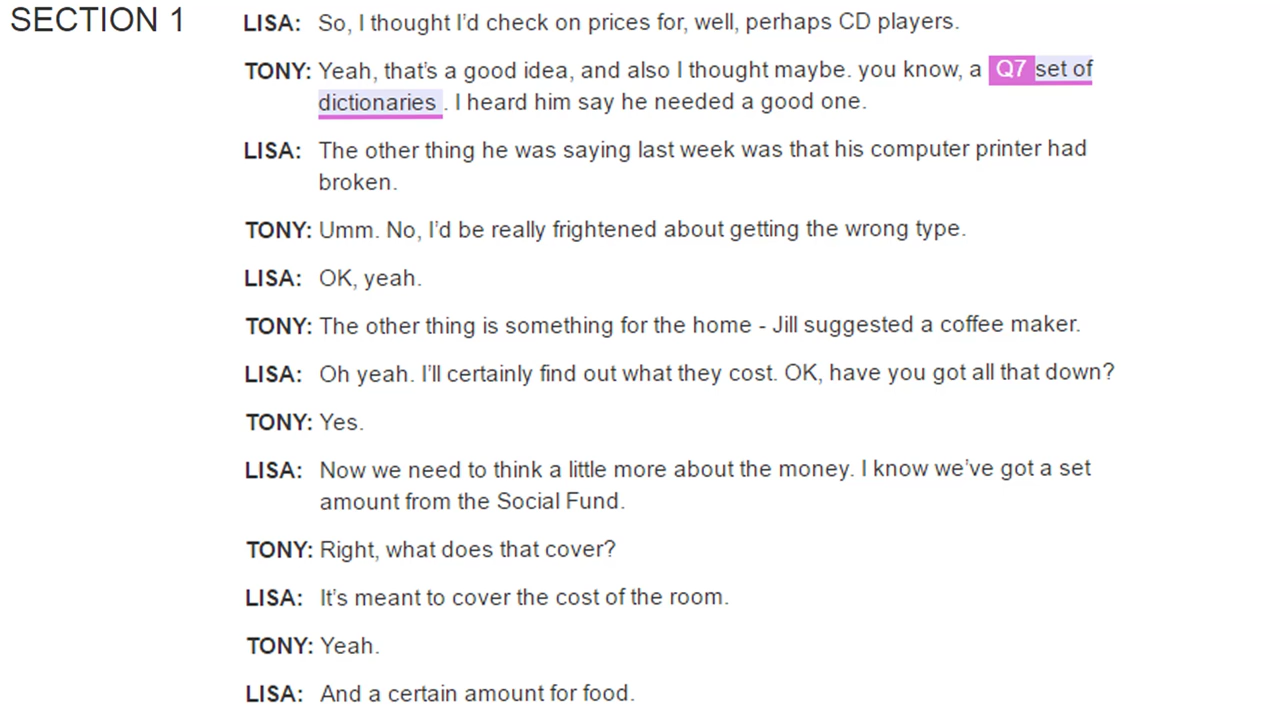 SECTION 1
LISA: So, I thought I'd check on prices for, well, perhaps CD players.
TONY: Yeah, that's a good idea, and also I thought maybe. you know, a Q7 set of
dictionaries . I heard him say he needed a good one.
LISA: The other thing he was saying last week was that his computer printer had
broken.
TONY: Umm. No, I'd be really frightened about getting the wrong type.
LISA: OK, yeah.
TONY: The other thing is something for the home - Jill suggested a coffee maker.
LISA: Oh yeah. I'll certainly find out what they cost. OK, have you got all that down?
TONY: Yes.
LISA: Now we need to think a little more about the money. I know we've got a set
amount from the Social Fund.
TONY: Right, what does that cover?
LISA: It's meant to cover the cost of the room.
TONY: Yeah.
LISA: And a certain amount for food.